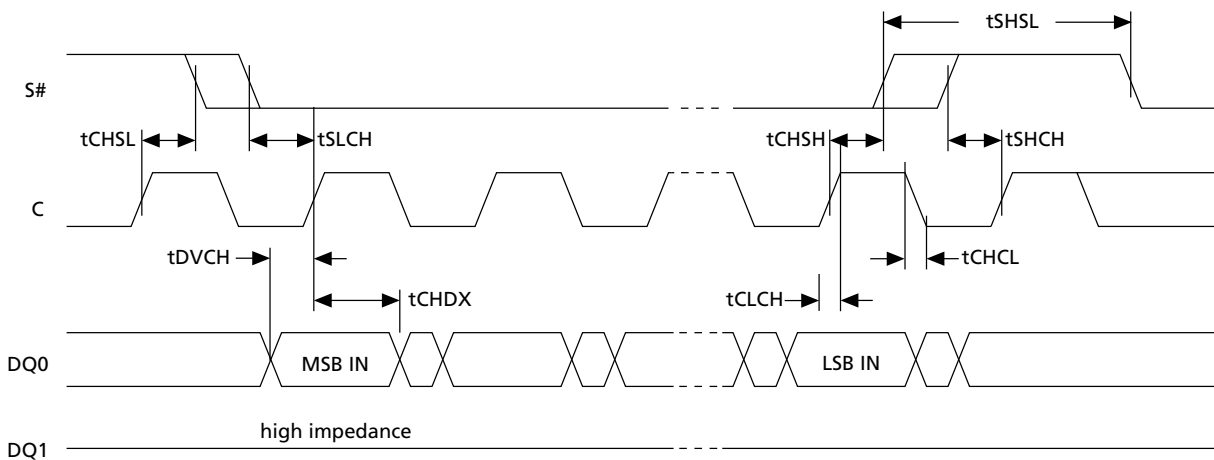 tSHSL
S#
tCHSL
tSLCH
tCHSH
tSHCH
C
tDVCH
tCHCL
tCHDX
tCLCH
DQ0
MSB IN
LSB IN
high impedance
DQ1